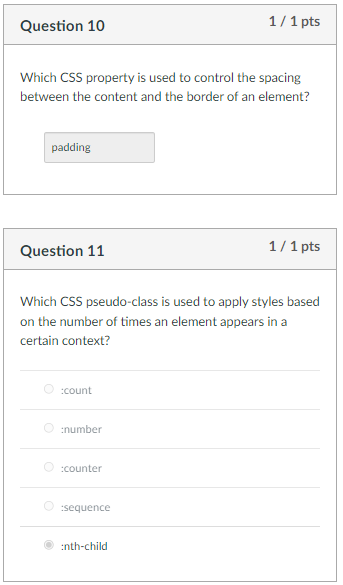 Question 10
1 / 1 pts
Which CSS property is used to control the spacing
between the content and the border of an element?
padding
Question 11
1 / 1 pts
Which CSS pseudo-class is used to apply styles based
on the number of times an element appears in a
certain context?
:count
:number
:counter
:sequence
:nth-child